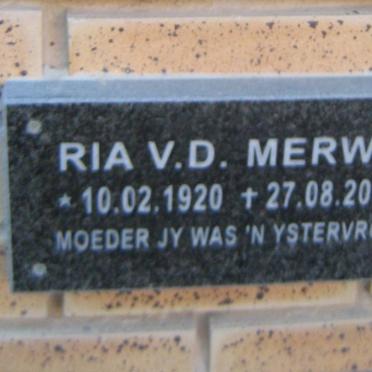 RIA V.D. MERW
* 10.02.1920 ✝ 27.08.20
MOEDER JY WAS 'N YSTERVR